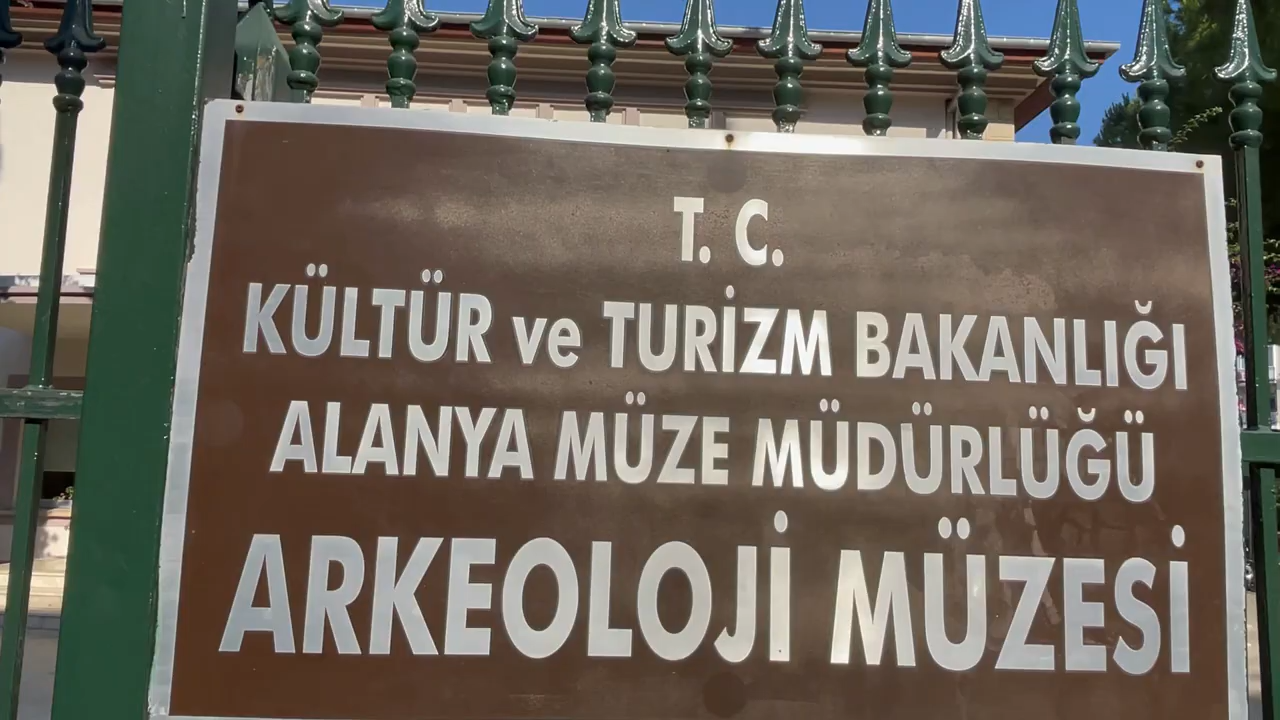 T. C.
KÜLTÜR ve TURİZM BAKANLIĞI
ALANYA MÜZE MÜDÜRLÜĞÜ
ARKEOLOJİ MÜZESİ